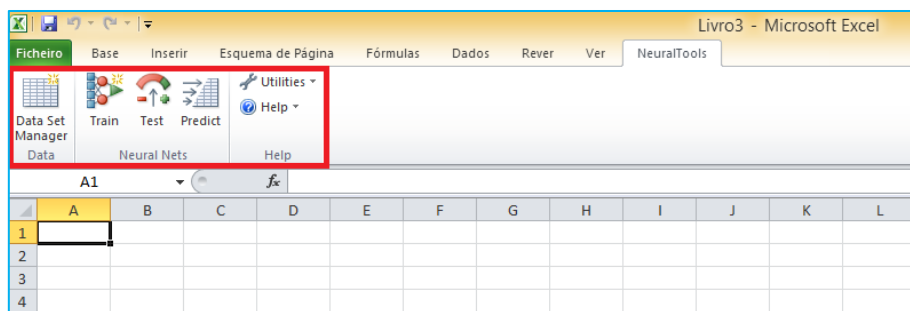 Livro3 - Microsoft Excel
Ficheiro Base Inserir Esquema de Página Fórmulas Dados Rever Ver NeuralTools
Utilities
Help
Data Set Manager Train Test Predict
Data Neural Nets Help
A1 fx
A B C D E F G H I J K L
1
2
3
4